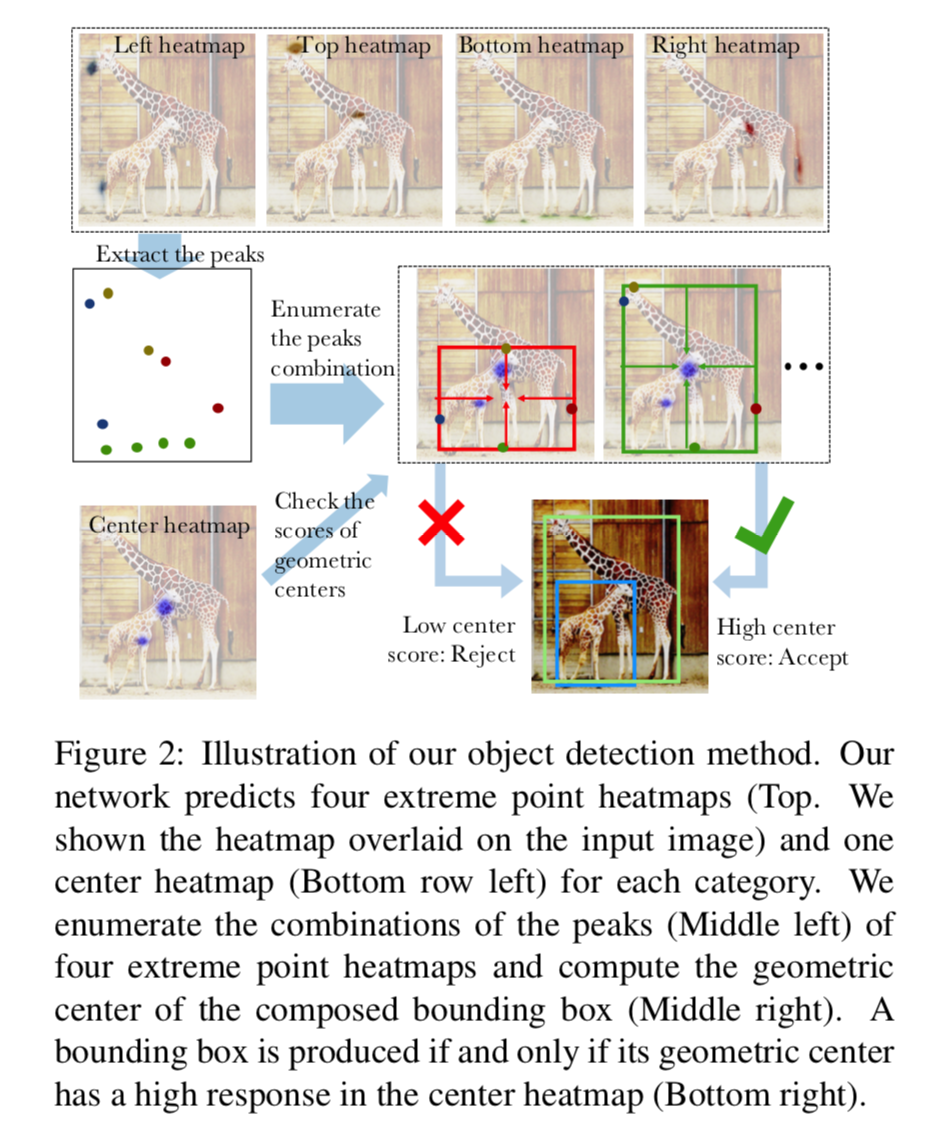 Left heatmap
Top heatmap
Bottom heatmap
Right heatmap
Extract the peaks
Enumerate
the peaks
combination
Center heatmap
Check the
scores of
geometric
centers
Low center
score: Reject
High center
score: Accept
Figure 2: Illustration of our object detection method. Our
network predicts four extreme point heatmaps (Top. We
shown the heatmap overlaid on the input image) and one
center heatmap (Bottom row left) for each category. We
enumerate the combinations of the peaks (Middle left) of
four extreme point heatmaps and compute the geometric
center of the composed bounding box (Middle right). A
bounding box is produced if and only if its geometric center
has a high response in the center heatmap (Bottom right).